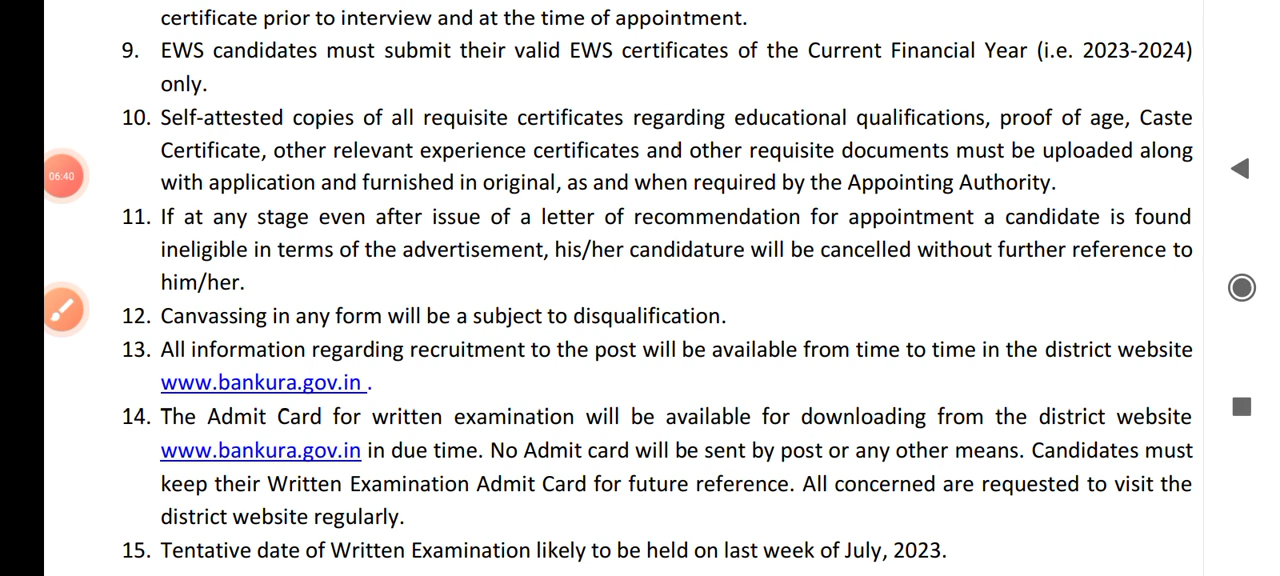 certificate prior to interview and at the time of appointment.
9. EWS candidates must submit their valid EWS certificates of the Current Financial Year (i.e. 2023-2024)
only.
10. Self-attested copies of all requisite certificates regarding educational qualifications, proof of age, Caste
Certificate, other relevant experience certificates and other requisite documents must be uploaded along
with application and furnished in original, as and when required by the Appointing Authority.
11. If at any stage even after issue of a letter of recommendation for appointment a candidate is found
ineligible in terms of the advertisement, his/her candidature will be cancelled without further reference to
him/her.
12. Canvassing in any form will be a subject to disqualification.
13. All information regarding recruitment to the post will be available from time to time in the district website
www.bankura.gov.in .
14. The Admit Card for written examination will be available for downloading from the district website
www.bankura.gov.in in due time. No Admit card will be sent by post or any other means. Candidates must
keep their Written Examination Admit Card for future reference. All concerned are requested to visit the
district website regularly.
15. Tentative date of Written Examination likely to be held on last week of July, 2023.
06:40